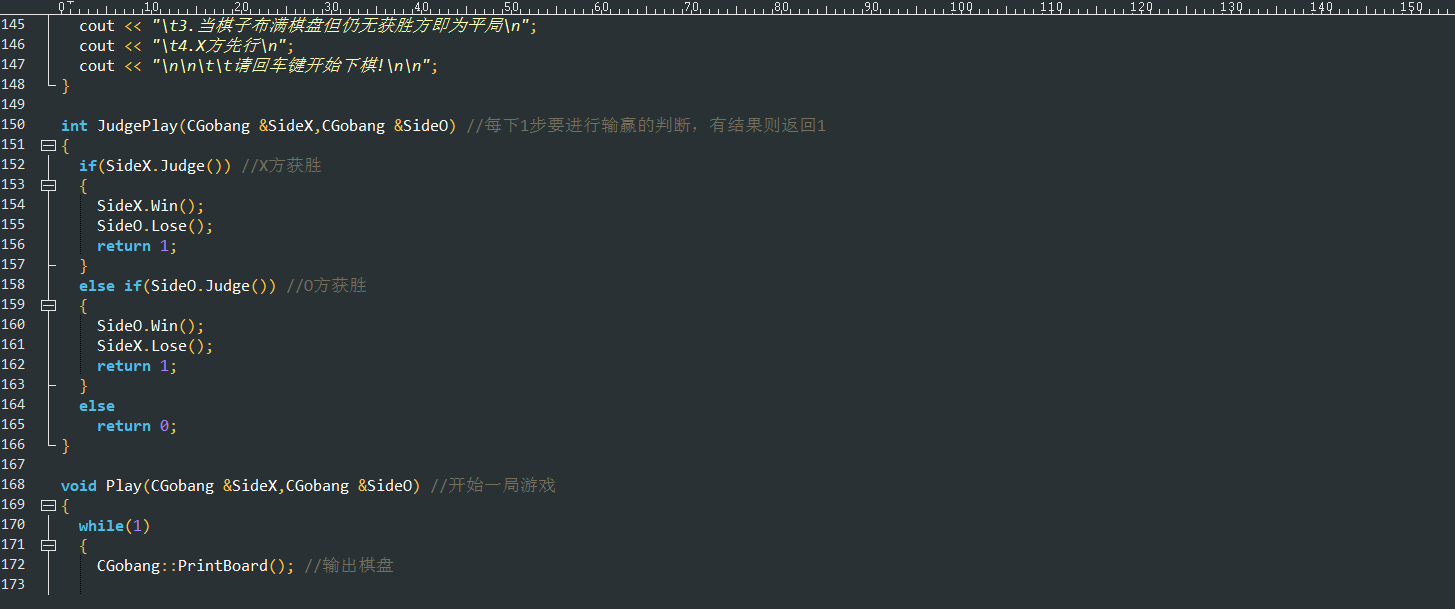 0 10 20 30 40 50 60 70 80 90 100 110 120 130 140 150
145 cout << "\t3.当棋子布满棋盘但仍无获胜方即为平局\n";
146 cout << "\t4.X方先行\n";
147 cout << "\n\n\t\t请回车键开始下棋!\n\n";
148 }
149
150 int JudgePlay(CGobang &SideX,CGobang &SideO) //每下1步要进行输赢的判断，有结果则返回1
151 {
152 if(SideX.Judge()) //X方获胜
153 {
154 SideX.Win();
155 SideO.Lose();
156 return 1;
157 }
158 else if(SideO.Judge()) //O方获胜
159 {
160 SideO.Win();
161 SideX.Lose();
162 return 1;
163 }
164 else
165 return 0;
166 }
167
168 void Play(CGobang &SideX,CGobang &SideO) //开始一局游戏
169 {
170 while(1)
171 {
172 CGobang::PrintBoard(); //输出棋盘
173